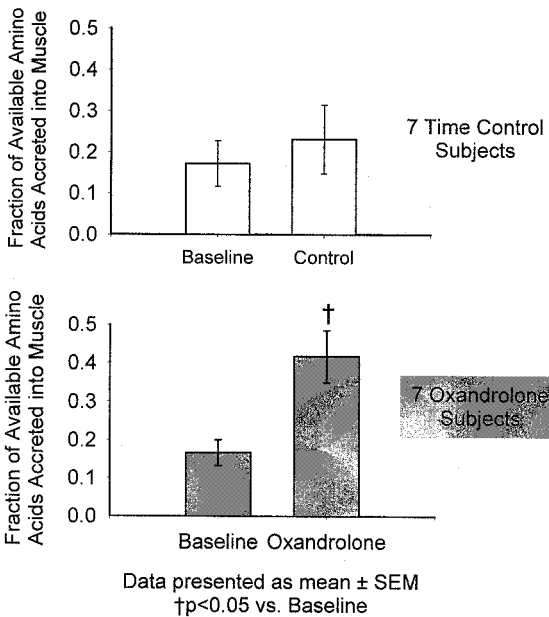 Fraction of Available Amino
Acids Accreted into Muscle
0.5
0.4
0.3
0.2
0.1
0.0
Baseline
Control
7 Time Control
Subjects
Fraction of Available Amino
Acids Accreted into Muscle
0.5
0.4
0.3
0.2
0.1
0.0
†
Baseline Oxandrolone
7 Oxandrolone
Subjects
Data presented as mean ± SEM
†p<0.05 vs. Baseline